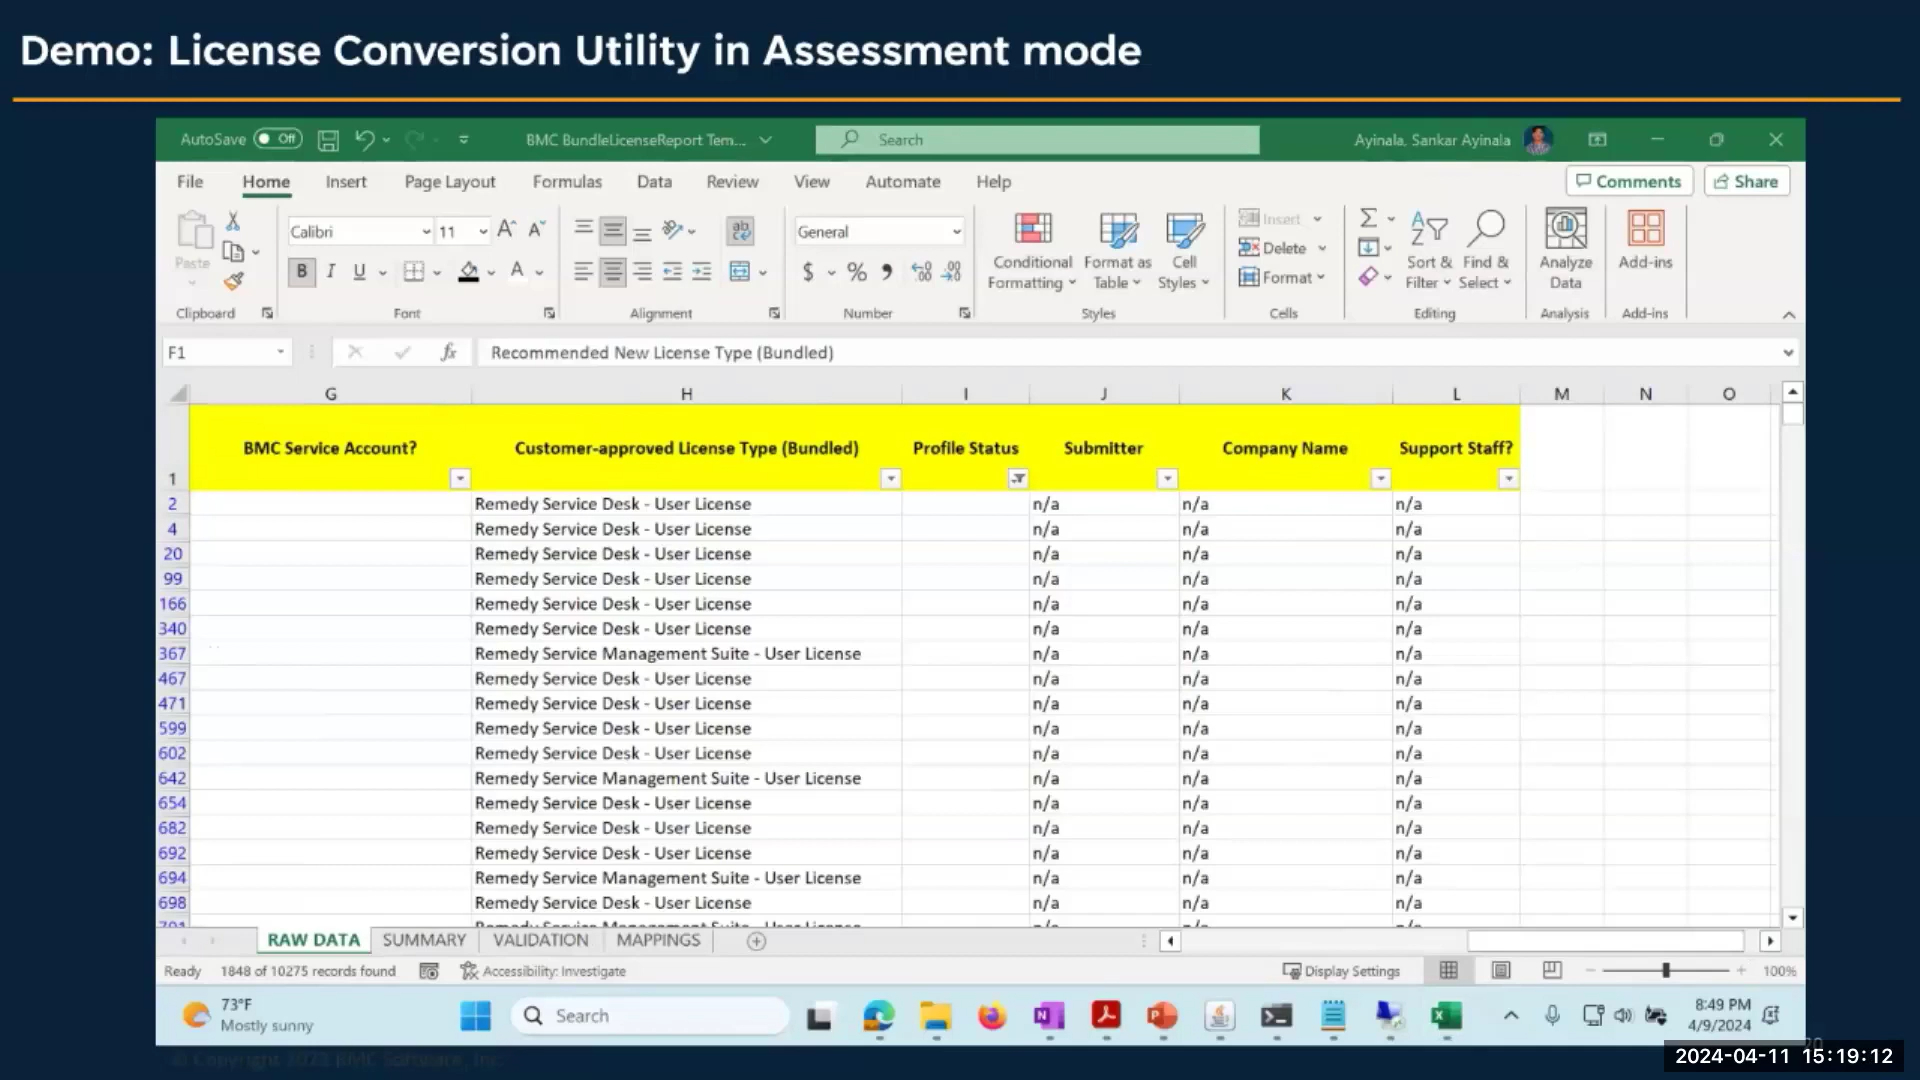 Demo: License Conversion Utility in Assessment mode
AutoSave Off BMC BundleLicenseReport Tem... Search Ayinala, Sankar Ayinala
File Home Insert Page Layout Formulas Data Review View Automate Help Comments Share
Paste Calibri 11 General Conditional Formatting Format as Table Cell Styles Insert Delete Format Sort & Filter Find & Select Analyze Data Add-ins
B I U A ab $ % 9
Clipboard Font Alignment Number Styles Cells Editing Analysis Add-ins
F1 fx Recommended New License Type (Bundled)
G H I J K L M N O
1 BMC Service Account? Customer-approved License Type (Bundled) Profile Status Submitter Company Name Support Staff?
2 Remedy Service Desk - User License n/a n/a n/a
4 Remedy Service Desk - User License n/a n/a n/a
20 Remedy Service Desk - User License n/a n/a n/a
99 Remedy Service Desk - User License n/a n/a n/a
166 Remedy Service Desk - User License n/a n/a n/a
340 Remedy Service Desk - User License n/a n/a n/a
367 Remedy Service Management Suite - User License n/a n/a n/a
467 Remedy Service Desk - User License n/a n/a n/a
471 Remedy Service Desk - User License n/a n/a n/a
599 Remedy Service Desk - User License n/a n/a n/a
602 Remedy Service Desk - User License n/a n/a n/a
642 Remedy Service Management Suite - User License n/a n/a n/a
654 Remedy Service Desk - User License n/a n/a n/a
682 Remedy Service Desk - User License n/a n/a n/a
692 Remedy Service Desk - User License n/a n/a n/a
694 Remedy Service Management Suite - User License n/a n/a n/a
698 Remedy Service Desk - User License n/a n/a n/a
RAW DATA SUMMARY VALIDATION MAPPINGS
Ready 1848 of 10275 records found Accessibility: Investigate Display Settings 100%
73°F
Mostly sunny
Search
8:49 PM
4/9/2024
2024-04-11 15:19:12